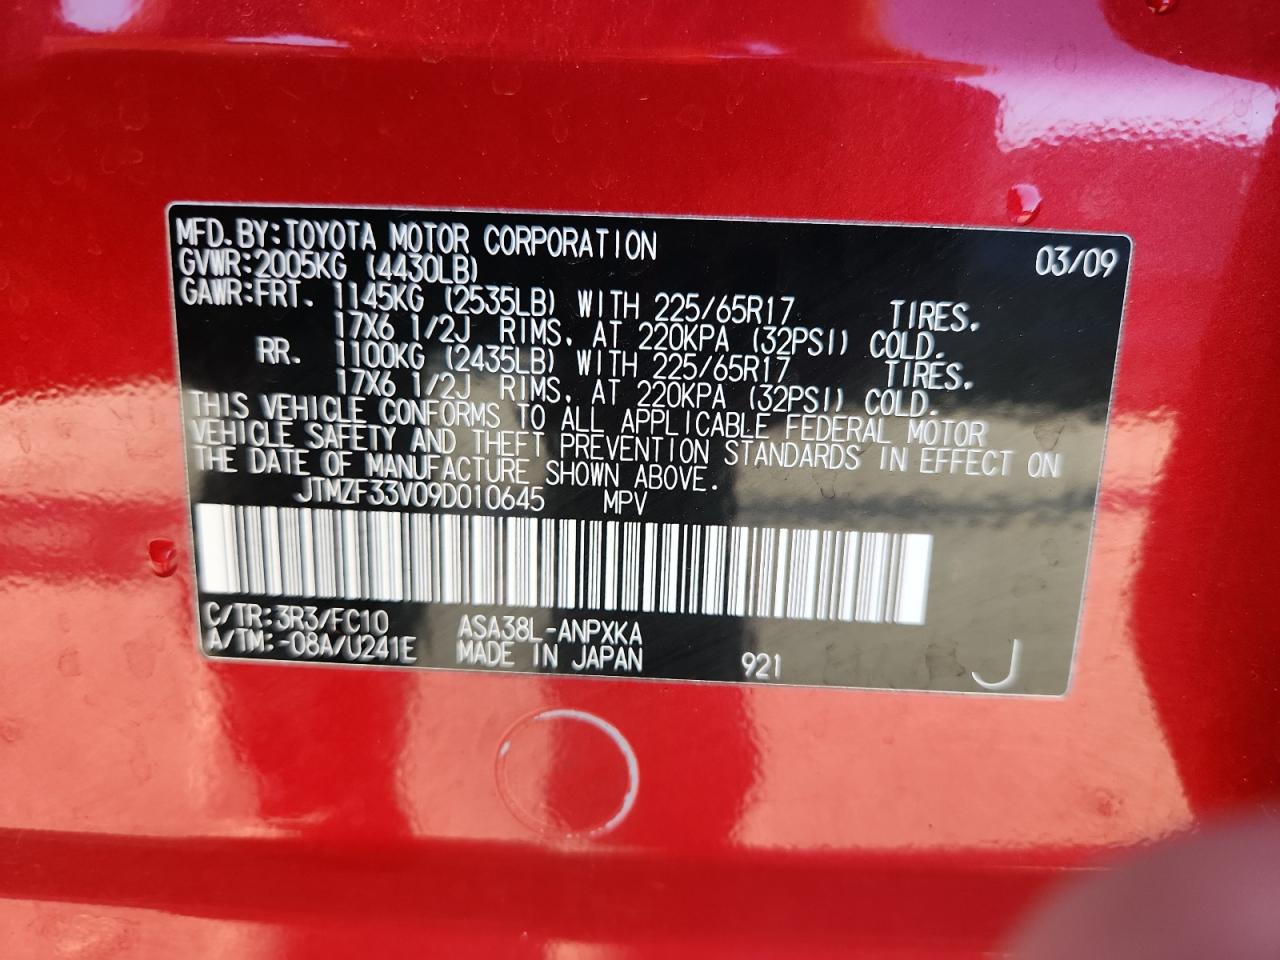 MFD. BY: TOYOTA MOTOR CORPORATION 03/09
GVWR: 2005KG (4430LB)
GAWR: FRT. 1145KG (2535LB) WITH 225/65R17 TIRES.
17X6 1/2J RIMS, AT 220KPA (32PSI) COLD.
RR. 1100KG (2435LB) WITH 225/65R17 TIRES.
17X6 1/2J RIMS, AT 220KPA (32PSI) COLD.
THIS VEHICLE CONFORMS TO ALL APPLICABLE FEDERAL MOTOR
VEHICLE SAFETY AND THEFT PREVENTION STANDARDS IN EFFECT ON
THE DATE OF MANUFACTURE SHOWN ABOVE.
JTMZF33V09D010645 MPV
C/TR: 3R3/FC10 ASA38L-ANPXKA
A/TM: -08A/U241E MADE IN JAPAN 921 J